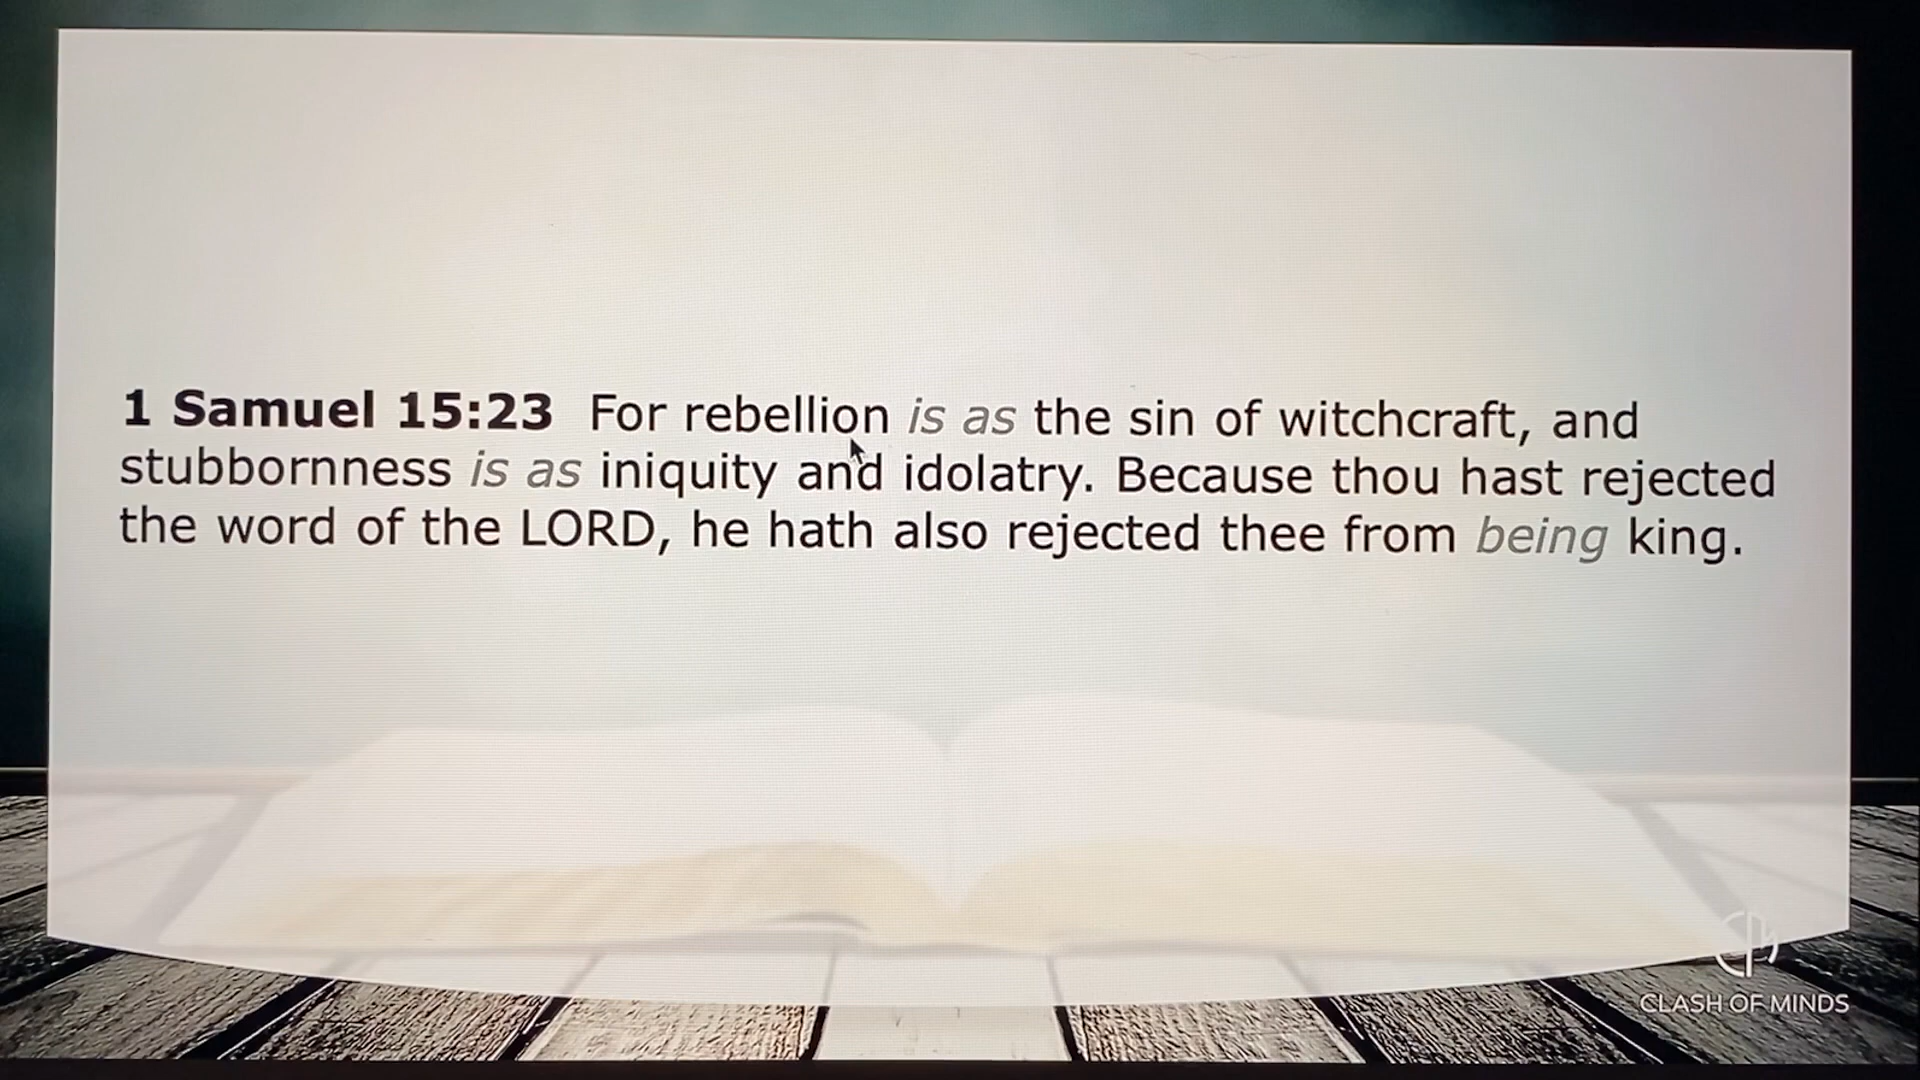 1 Samuel 15:23 For rebellion is as the sin of witchcraft, and
stubbornness is as iniquity and idolatry. Because thou hast rejected
the word of the LORD, he hath also rejected thee from being king.
CLASH OF MINDS